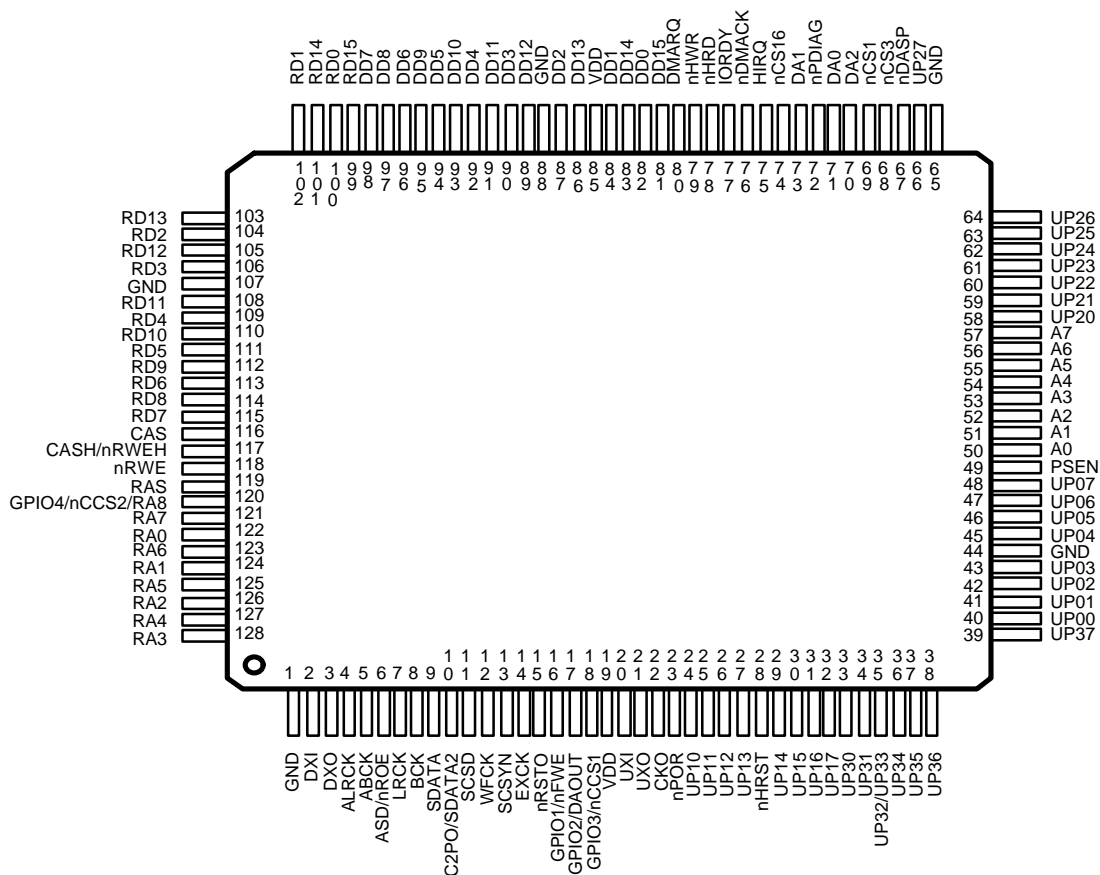 RD1
RD14
RD0
RD15
DD7
DD8
DD6
DD9
DD5
DD10
DD4
DD11
DD3
DD12
GND
DD2
DD13
VDD
DD1
DD14
DD0
DD15
DMARQ
nHWR
nHRD
IORDY
nDMACK
HIRQ
nCS16
DA1
nPDIAG
DA0
DA2
nCS1
nCS3
nDASP
UP27
GND
102
101
100
99
98
97
96
95
94
93
92
91
90
89
88
87
86
85
84
83
82
81
80
79
78
77
76
75
74
73
72
71
70
69
68
67
66
65
RD13 103
RD2 104
RD12 105
RD3 106
GND 107
RD11 108
RD4 109
RD10 110
RD5 111
RD9 112
RD6 113
RD8 114
RD7 115
CAS 116
CASH/nRWEH 117
nRWE 118
RAS 119
GPIO4/nCCS2/RA8 120
RA7 121
RA0 122
RA6 123
RA1 124
RA5 125
RA2 126
RA4 127
RA3 128
64 UP26
63 UP25
62 UP24
61 UP23
60 UP22
59 UP21
58 UP20
57 A7
56 A6
55 A5
54 A4
53 A3
52 A2
51 A1
50 A0
49 PSEN
48 UP07
47 UP06
46 UP05
45 UP04
44 GND
43 UP03
42 UP02
41 UP01
40 UP00
39 UP37
1
2
3
4
5
6
7
8
9
10
11
12
13
14
15
16
17
18
19
20
21
22
23
24
25
26
27
28
29
30
31
32
33
34
35
36
37
38
GND
DXI
DXO
ALRCK
ABCK
ASD/nROE
LRCK
BCK
SDATA
C2PO/SDATA2
SCSD
WFCK
SCSYN
EXCK
nRSTO
GPIO1/nFWE
GPIO2/DAOUT
GPIO3/nCCS1
VDD
UXI
UXO
CKO
nPOR
UP10
UP11
UP12
UP13
nHRST
UP14
UP15
UP16
UP17
UP30
UP31
UP32/UP33
UP34
UP35
UP36